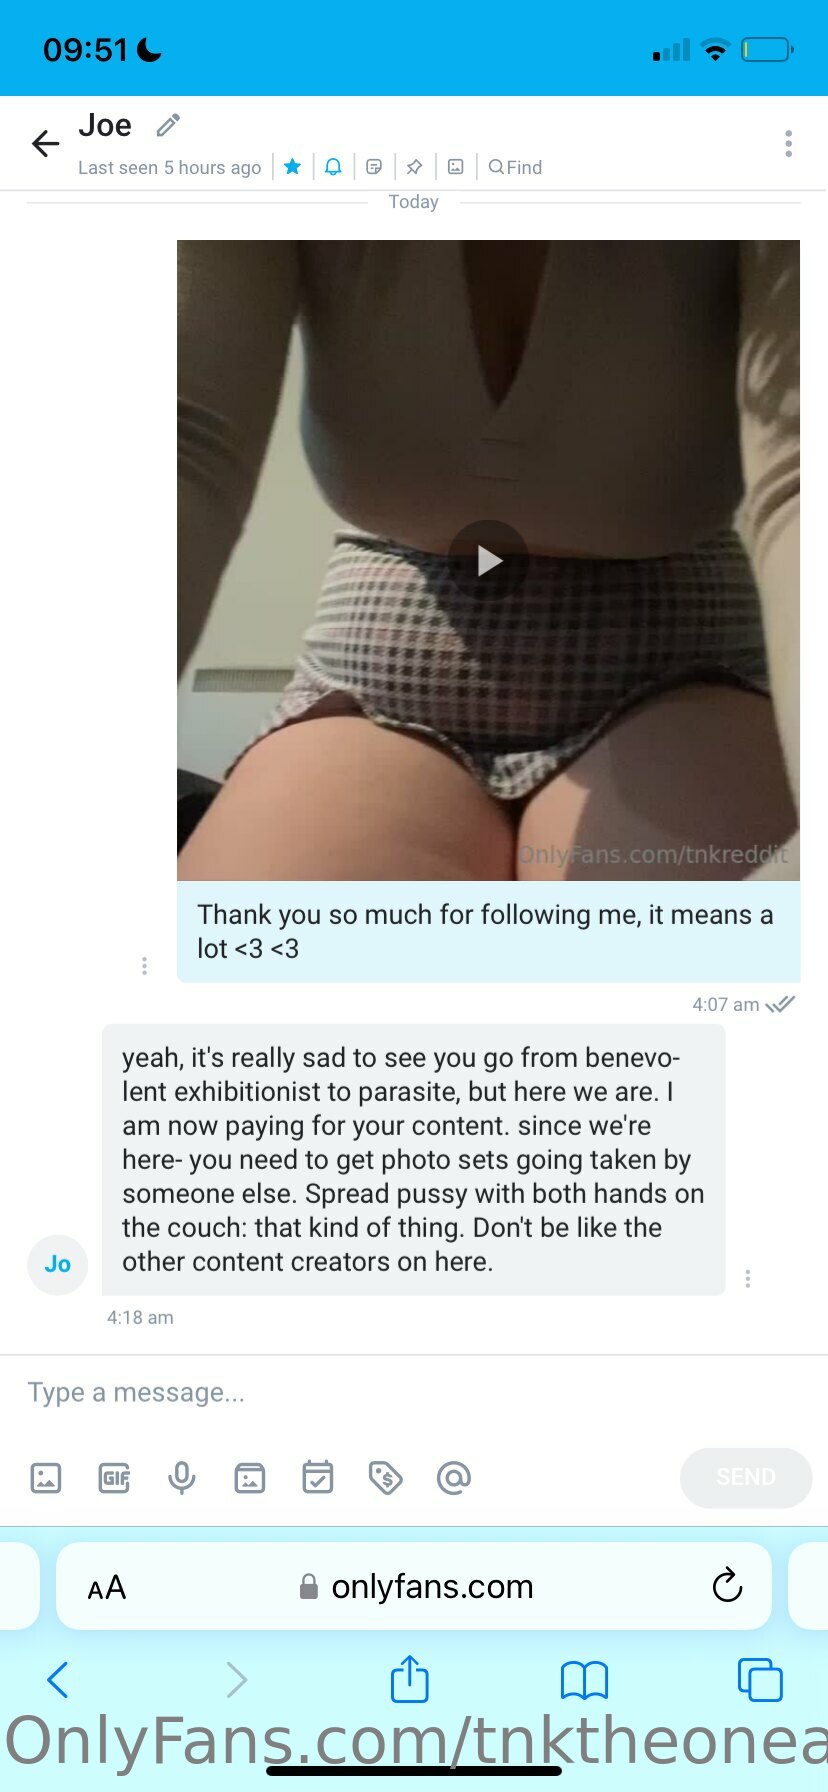 09:51
Joe
Last seen 5 hours ago
Find
Today
OnlyFans.com/tnkreddit
Thank you so much for following me, it means a
lot <3 <3
4:07 am
yeah, it's really sad to see you go from benevo-
lent exhibitionist to parasite, but here we are. I
am now paying for your content. since we're
here- you need to get photo sets going taken by
someone else. Spread pussy with both hands on
the couch: that kind of thing. Don't be like the
other content creators on here.
Jo
4:18 am
Type a message...
GIF
SEND
AA
onlyfans.com
OnlyFans.com/tnktheonea